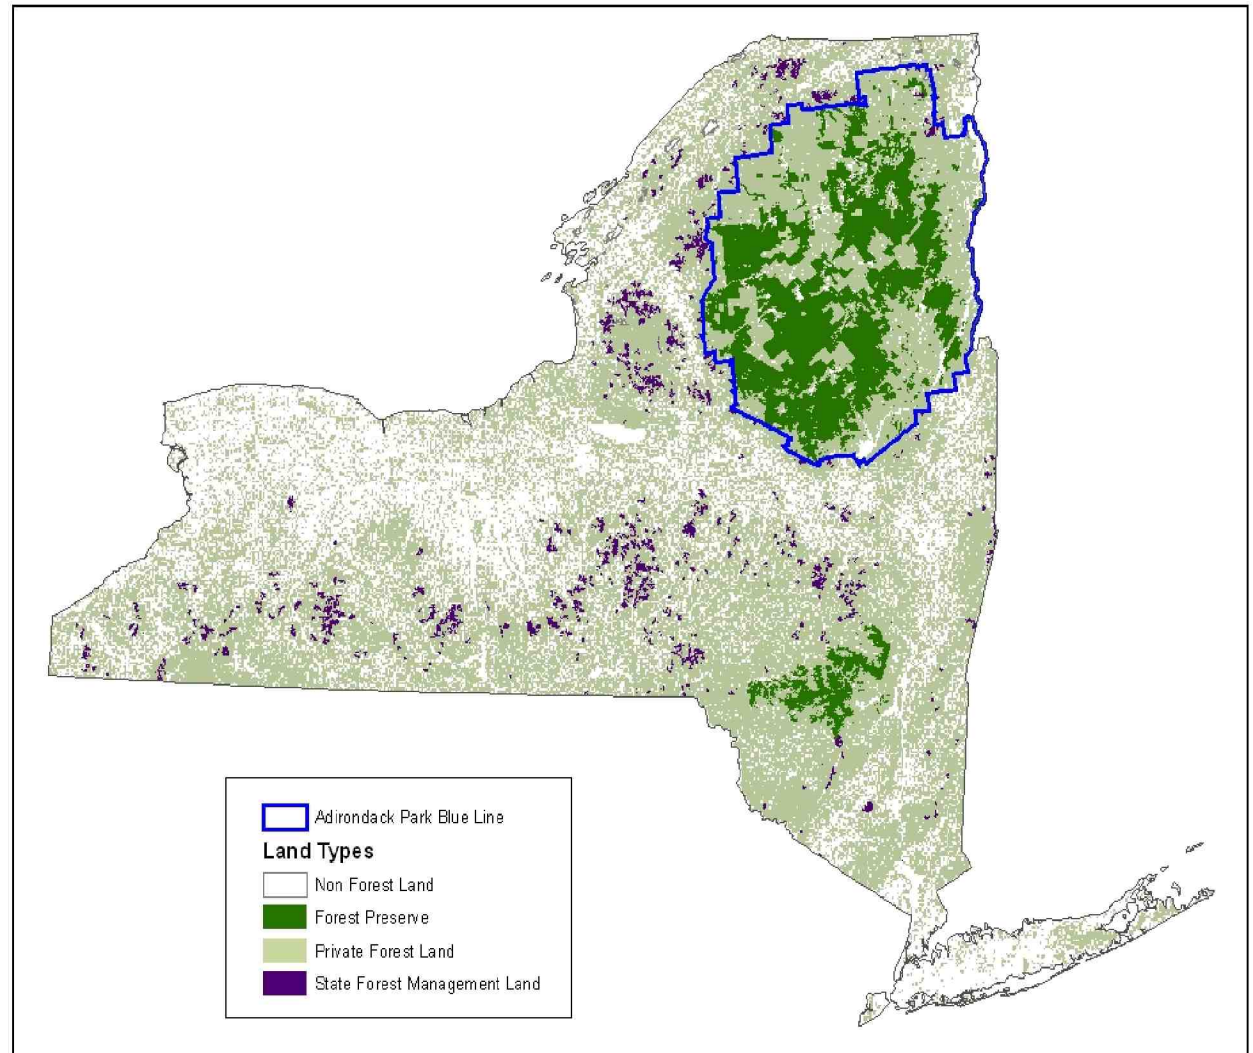 Adirondack Park Blue Line
Land Types
Non Forest Land
Forest Preserve
Private Forest Land
State Forest Management Land